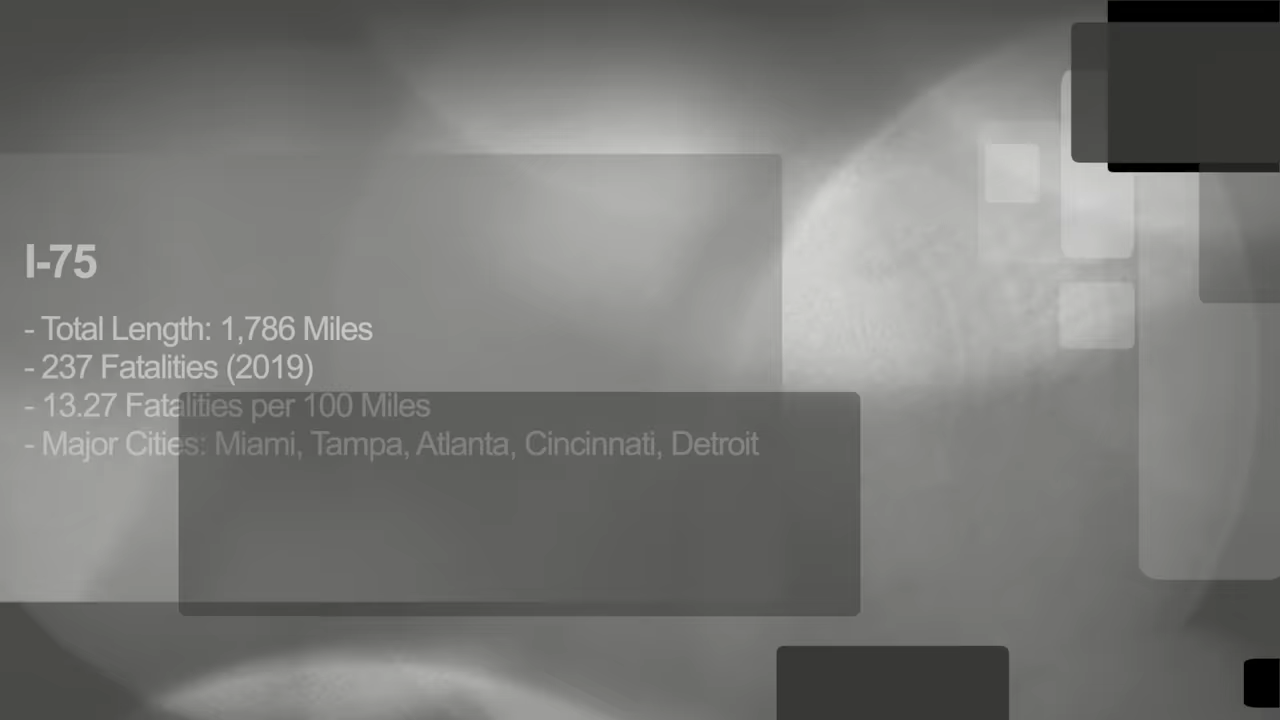 I-75
- Total Length: 1,786 Miles
- 237 Fatalities (2019)
- 13.27 Fatalities per 100 Miles
- Major Cities: Miami, Tampa, Atlanta, Cincinnati, Detroit